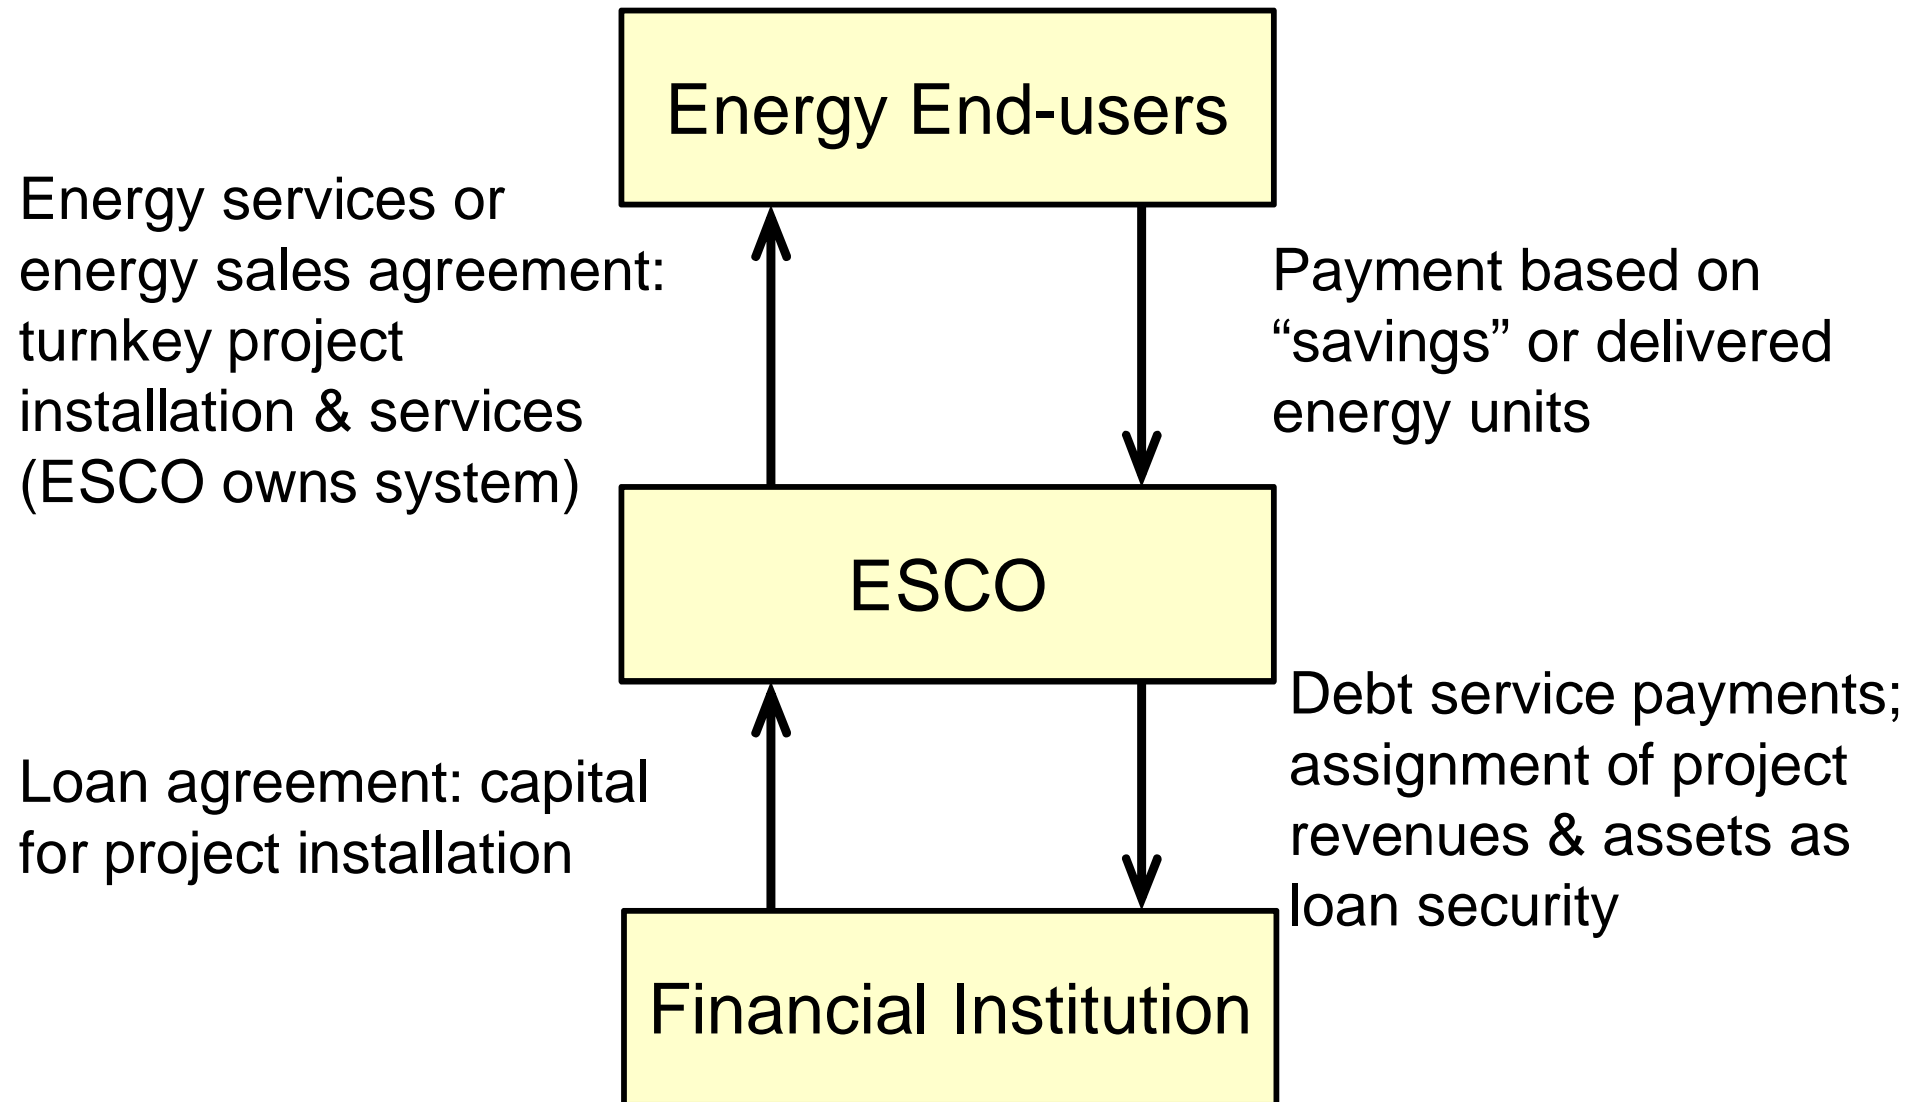 Energy End-users
Energy services or
energy sales agreement:
turnkey project
installation & services
(ESCO owns system)
Payment based on
“savings” or delivered
energy units
ESCO
Loan agreement: capital
for project installation
Debt service payments;
assignment of project
revenues & assets as
loan security
Financial Institution